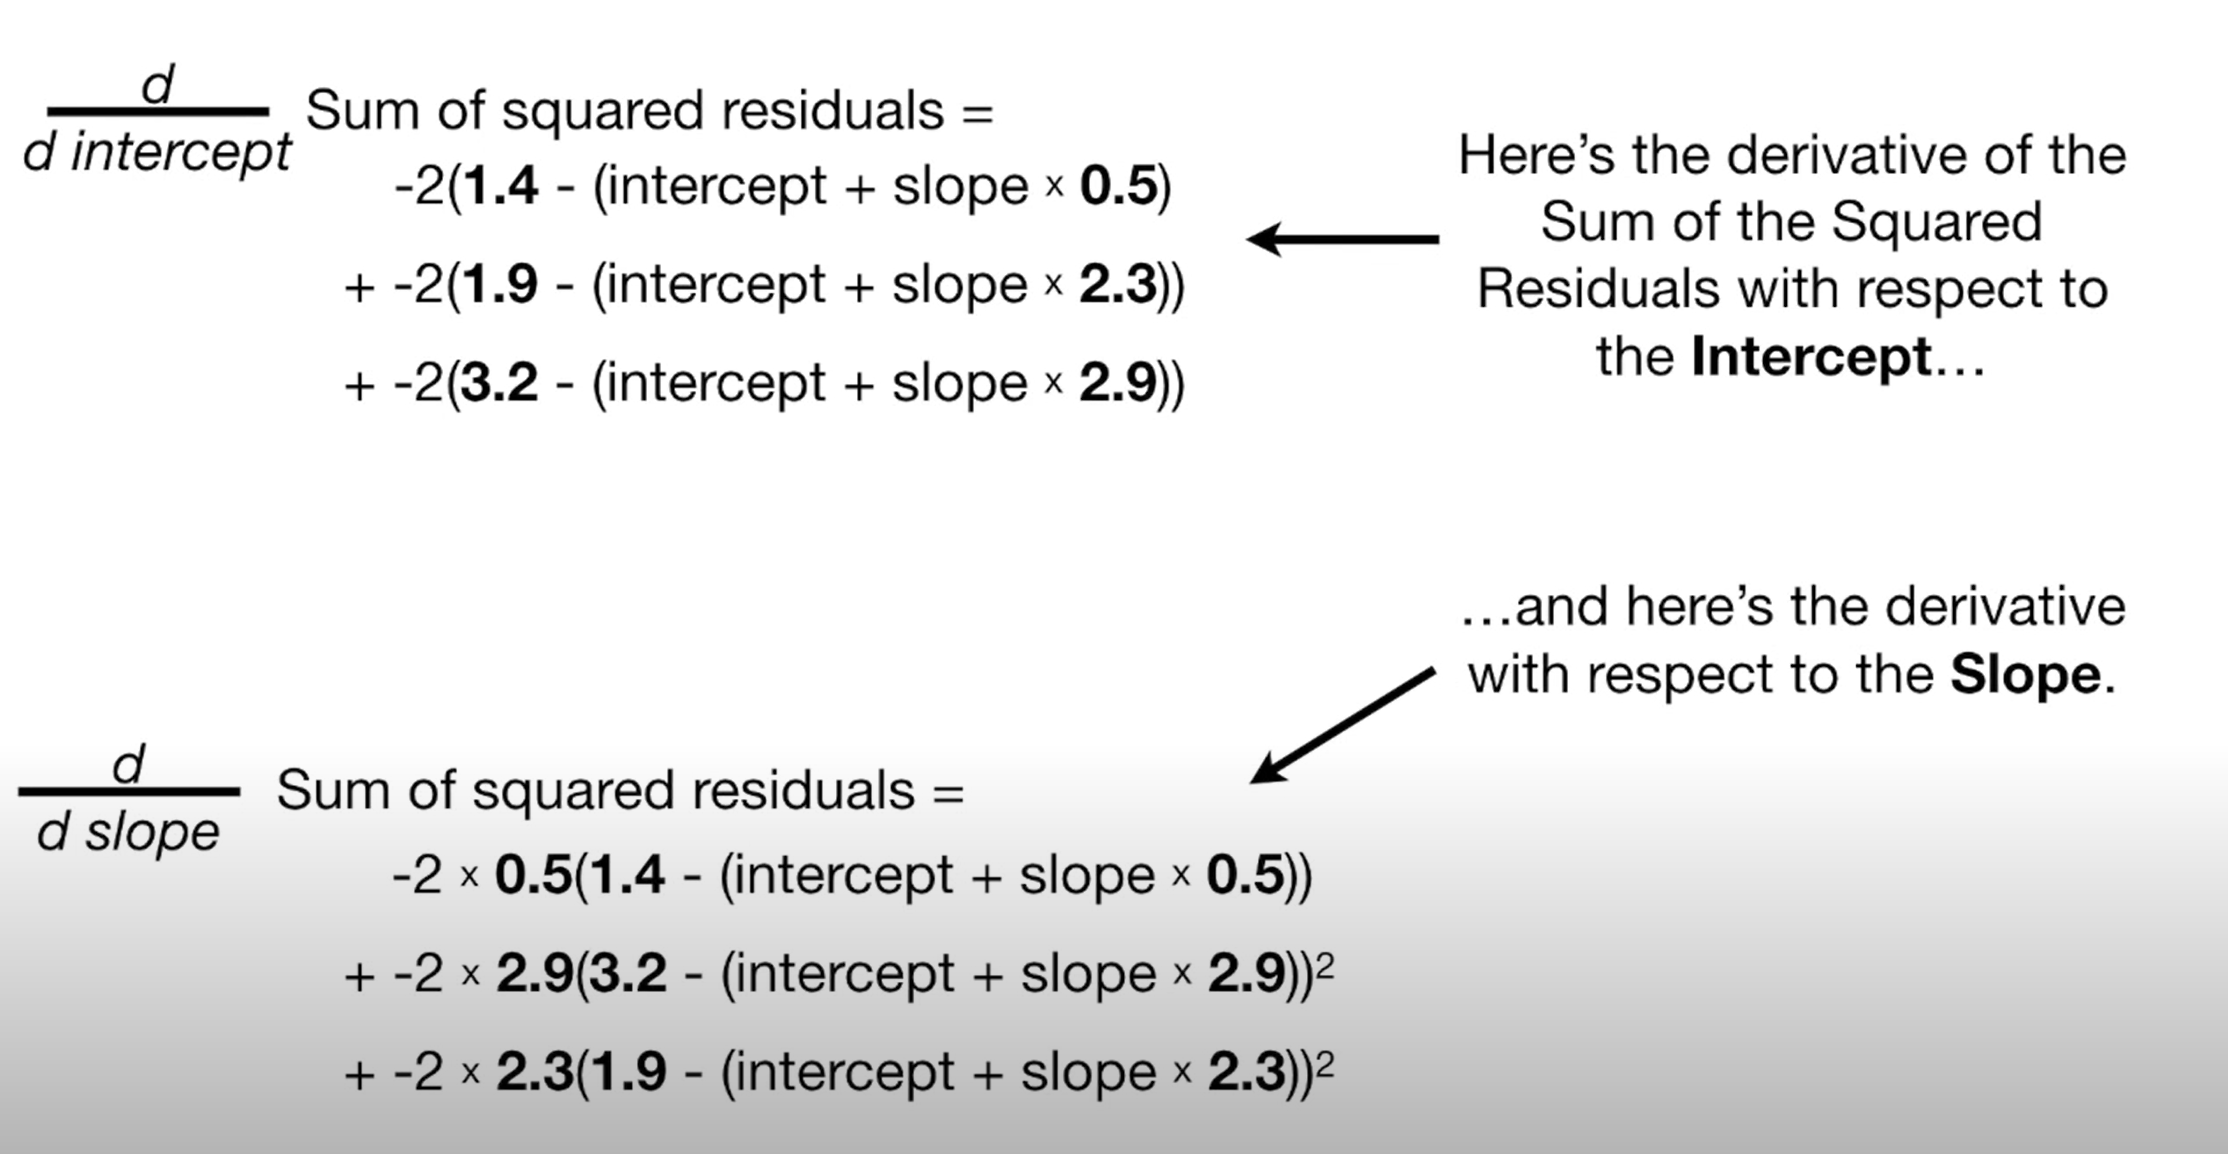 d
d intercept
Sum of squared residuals =
-2(1.4 - (intercept + slope × 0.5)
+ -2(1.9 - (intercept + slope × 2.3))
+ -2(3.2 - (intercept + slope × 2.9))
Here’s the derivative of the
Sum of the Squared
Residuals with respect to
the Intercept…
…and here’s the derivative
with respect to the Slope.
d
d slope
Sum of squared residuals =
-2 × 0.5(1.4 - (intercept + slope × 0.5))
+ -2 × 2.9(3.2 - (intercept + slope × 2.9))²
+ -2 × 2.3(1.9 - (intercept + slope × 2.3))²